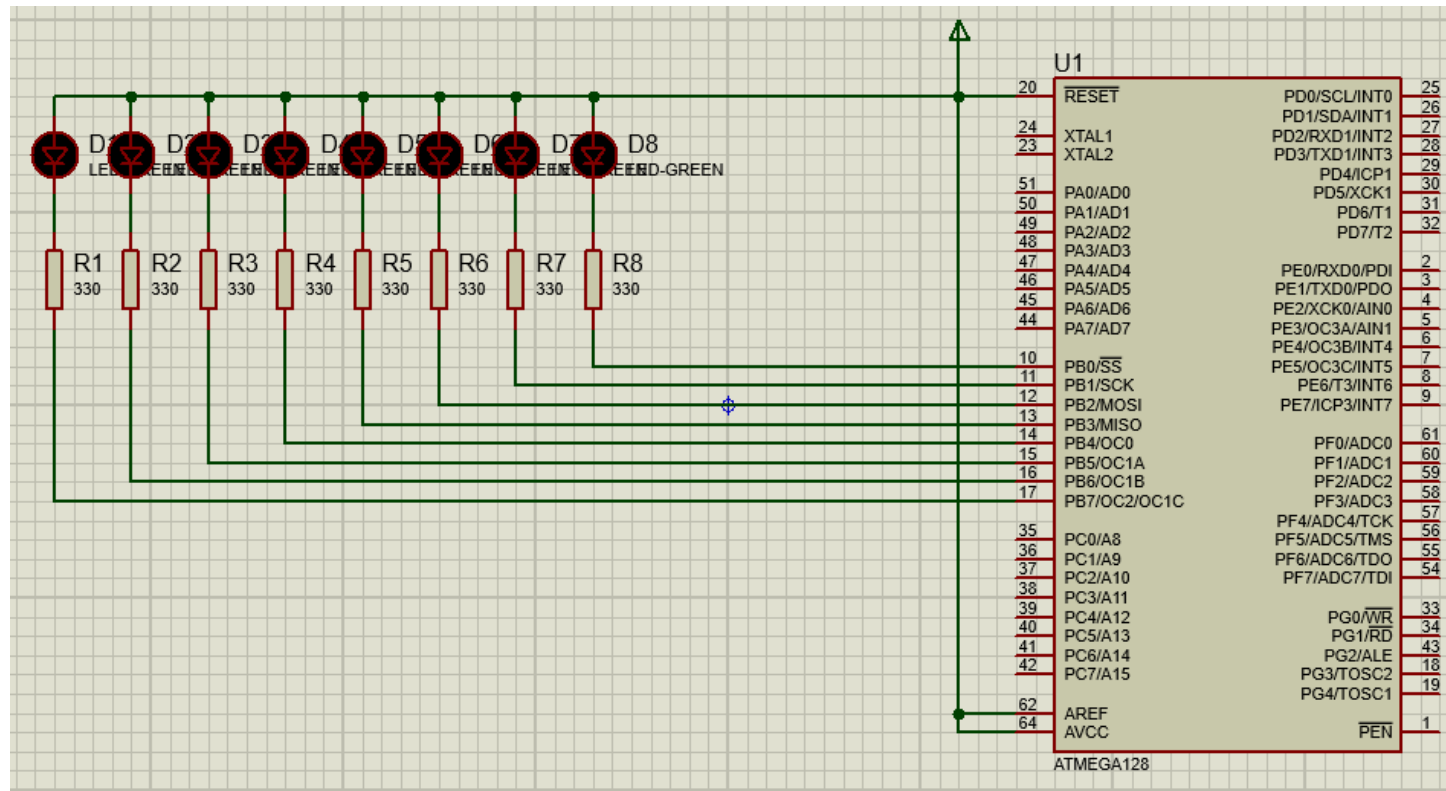 U1
D1 D2 D3 D4 D5 D6 D7 D8
LED-GREEN
R1 R2 R3 R4 R5 R6 R7 R8
330 330 330 330 330 330 330 330
20 RESET PD0/SCL/INT0 25
PD1/SDA/INT1 26
24 XTAL1 PD2/RXD1/INT2 27
23 XTAL2 PD3/TXD1/INT3 28
PD4/ICP1 29
51 PA0/AD0 PD5/XCK1 30
50 PA1/AD1 PD6/T1 31
49 PA2/AD2 PD7/T2 32
48 PA3/AD3
47 PA4/AD4 PE0/RXD0/PDI 2
46 PA5/AD5 PE1/TXD0/PDO 3
45 PA6/AD6 PE2/XCK0/AIN0 4
44 PA7/AD7 PE3/OC3A/AIN1 5
PE4/OC3B/INT4 6
10 PB0/SS PE5/OC3C/INT5 7
11 PB1/SCK PE6/T3/INT6 8
12 PB2/MOSI PE7/ICP3/INT7 9
13 PB3/MISO
14 PB4/OC0 PF0/ADC0 61
15 PB5/OC1A PF1/ADC1 60
16 PB6/OC1B PF2/ADC2 59
17 PB7/OC2/OC1C PF3/ADC3 58
PF4/ADC4/TCK 57
35 PC0/A8 PF5/ADC5/TMS 56
36 PC1/A9 PF6/ADC6/TDO 55
37 PC2/A10 PF7/ADC7/TDI 54
38 PC3/A11
39 PC4/A12 PG0/WR 33
40 PC5/A13 PG1/RD 34
41 PC6/A14 PG2/ALE 43
42 PC7/A15 PG3/TOSC2 18
PG4/TOSC1 19
62 AREF
64 AVCC PEN 1
ATMEGA128